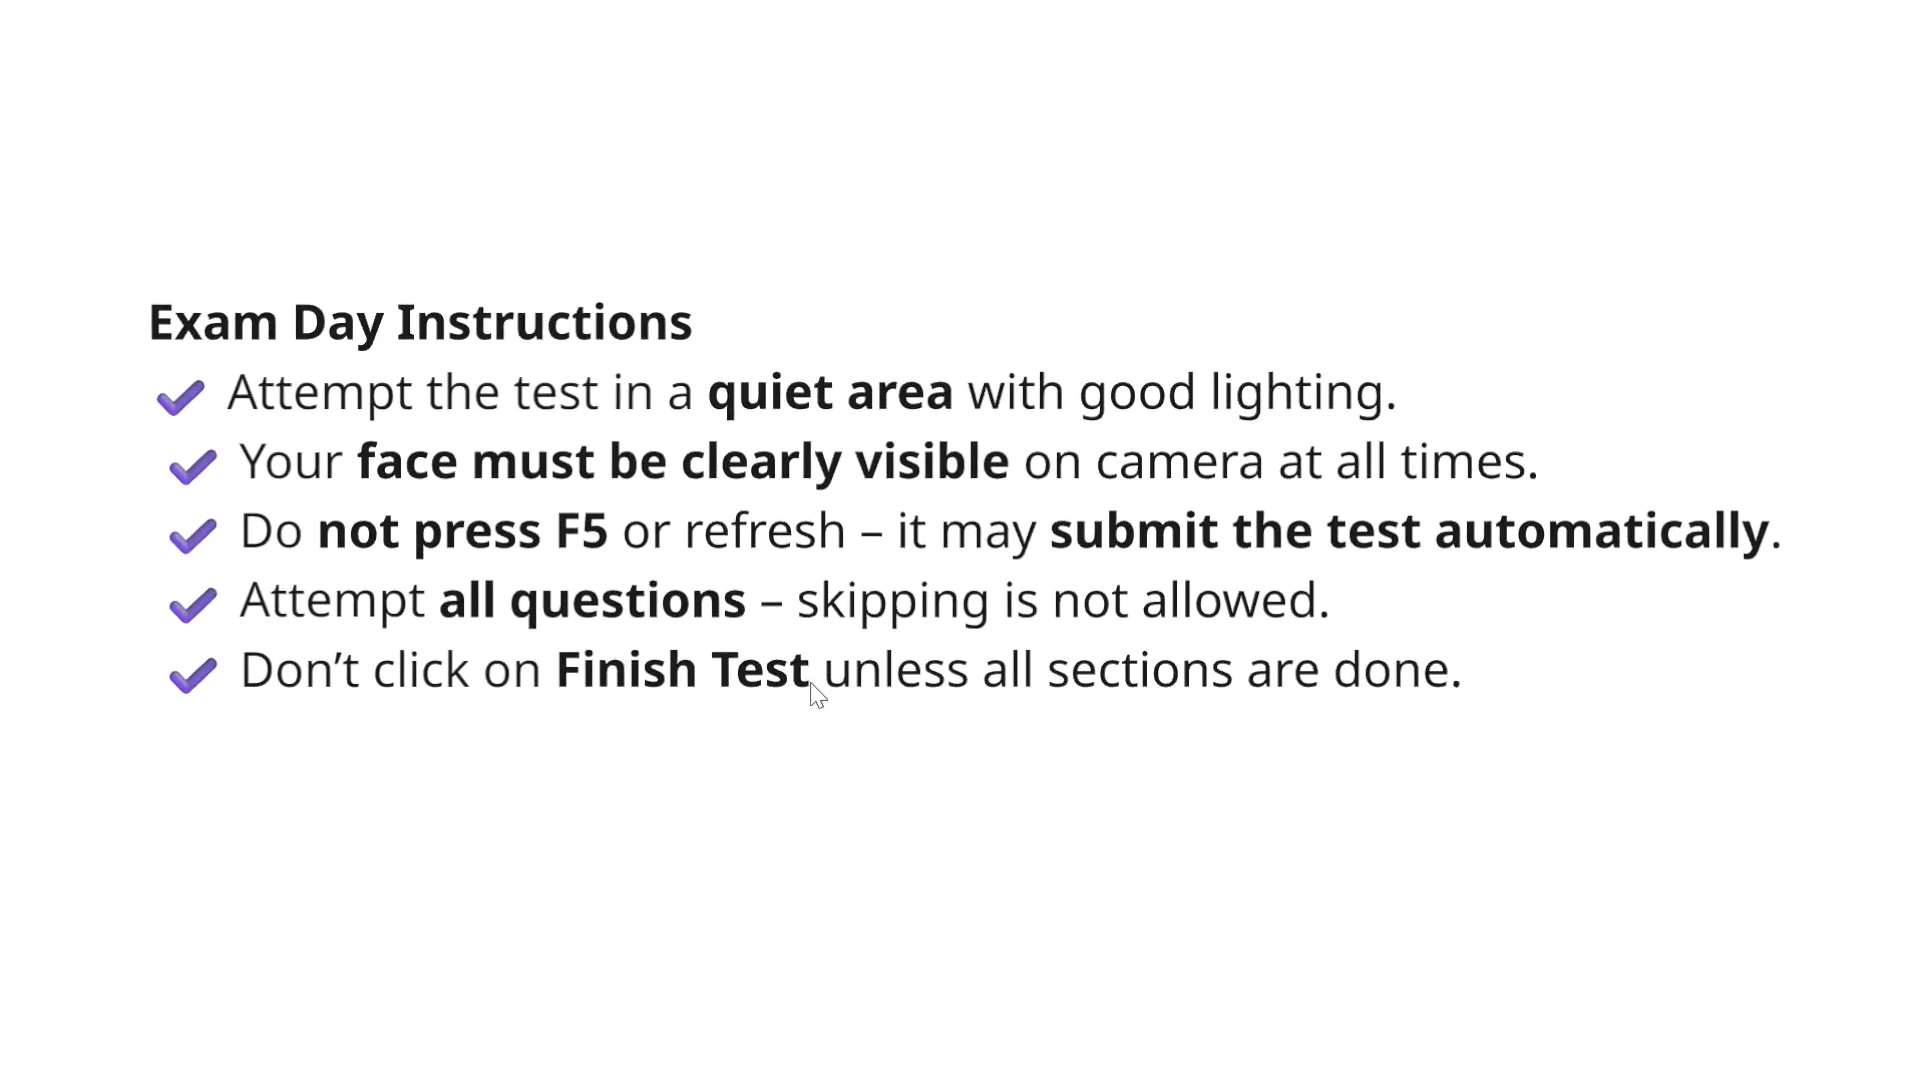 Exam Day Instructions
✔ Attempt the test in a quiet area with good lighting.
✔ Your face must be clearly visible on camera at all times.
✔ Do not press F5 or refresh – it may submit the test automatically.
✔ Attempt all questions – skipping is not allowed.
✔ Don’t click on Finish Test unless all sections are done.